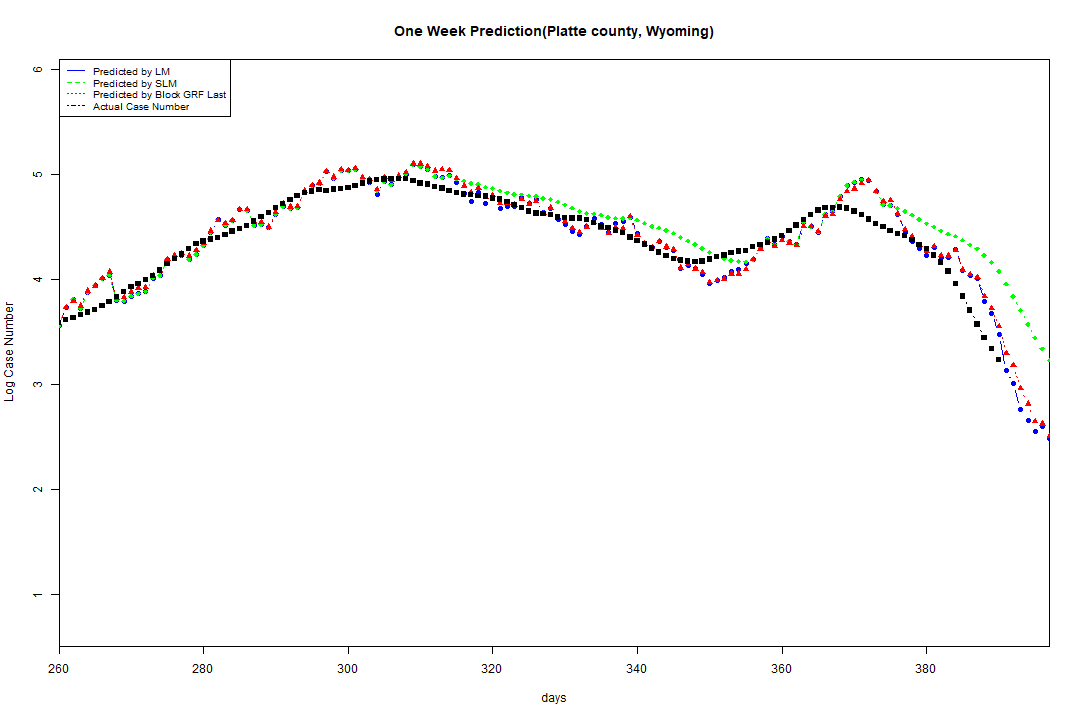 One Week Prediction(Platte county, Wyoming)
Predicted by LM
Predicted by SLM
Predicted by Block GRF Last
Actual Case Number
6
5
4
3
2
1
Log Case Number
260 280 300 320 340 360 380
days